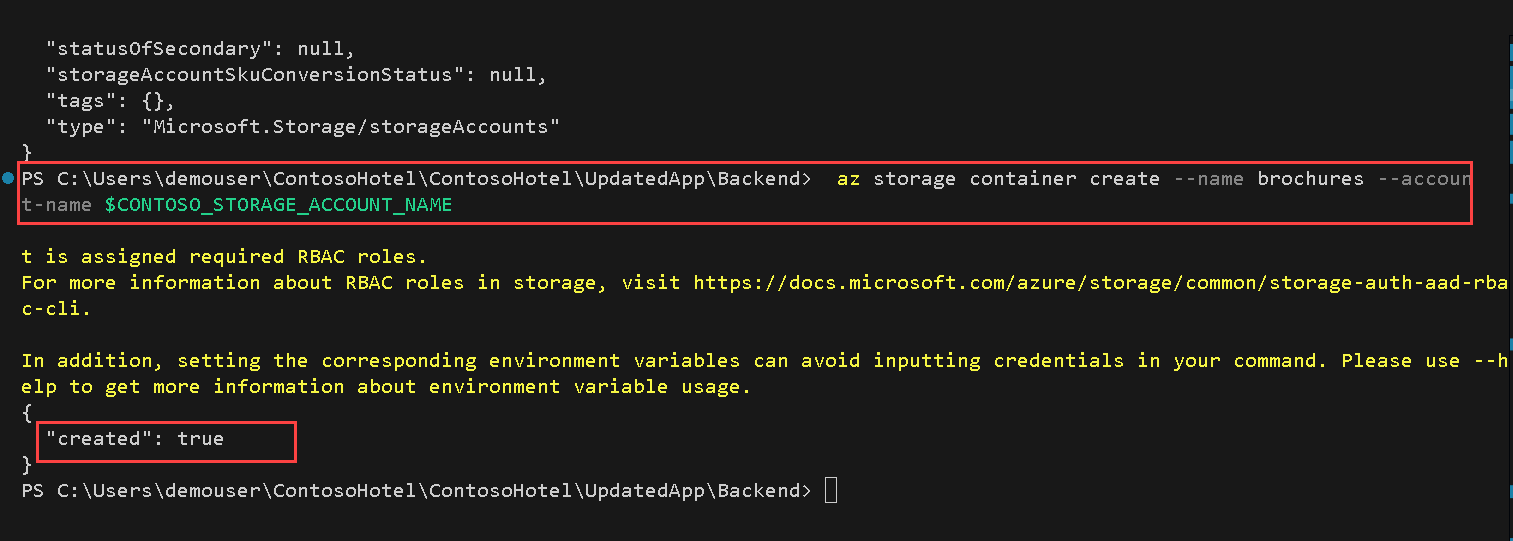 "statusOfSecondary": null,
"storageAccountSkuConversionStatus": null,
"tags": {},
"type": "Microsoft.Storage/storageAccounts"
}
PS C:\Users\demouser\ContosoHotel\ContosoHotel\UpdatedApp\Backend>  az storage container create --name brochures --accoun
t-name $CONTOSO_STORAGE_ACCOUNT_NAME
t is assigned required RBAC roles.
For more information about RBAC roles in storage, visit https://docs.microsoft.com/azure/storage/common/storage-auth-aad-rba
c-cli.
In addition, setting the corresponding environment variables can avoid inputting credentials in your command. Please use --h
elp to get more information about environment variable usage.
{
"created": true
}
PS C:\Users\demouser\ContosoHotel\ContosoHotel\UpdatedApp\Backend>